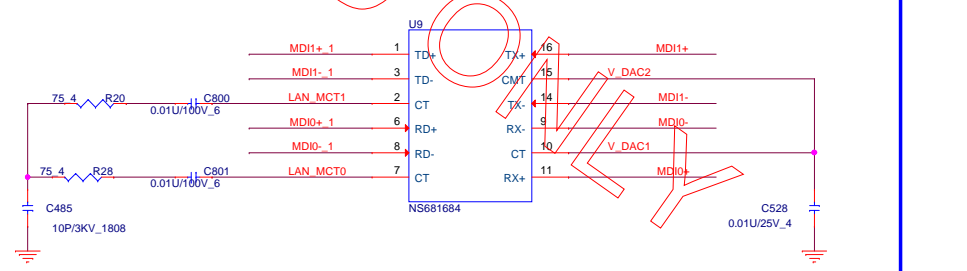 U9
MDI1+_1 1 TD+ TX+ 16 MDI1+
MDI1-_1 3 TD- CMT 15 V_DAC2
75_4 R20 C800 0.01U/100V_6 LAN_MCT1 2 CT TX- 14 MDI1-
MDI0+_1 6 RD+ RX- 9 MDI0-
MDI0-_1 8 RD- CT 10 V_DAC1
75_4 R28 C801 0.01U/100V_6 LAN_MCT0 7 CT RX+ 11 MDI0+
C485 NS681684 C528
10P/3KV_1808 0.01U/25V_4
O
NLY